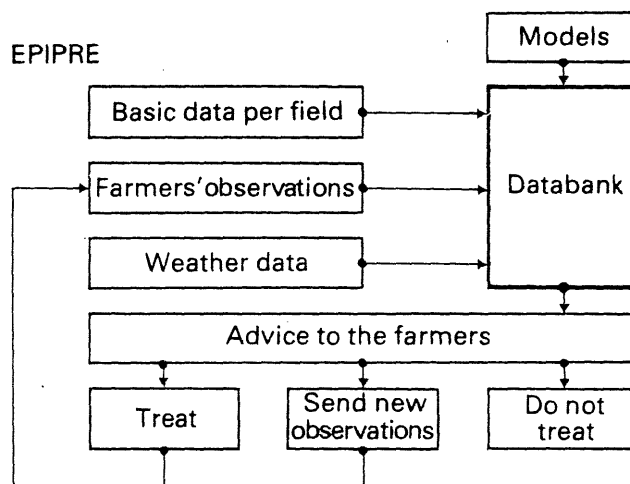 Models
EPIPRE
Basic data per field
Farmers' observations
Databank
Weather data
Advice to the farmers
Treat
Send new
observations
Do not
treat